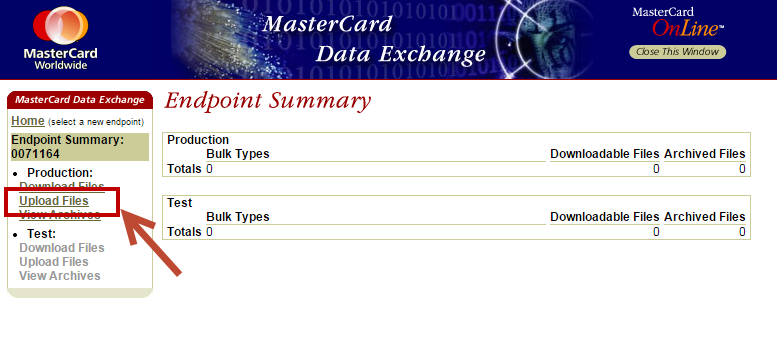 MasterCard
Worldwide
MasterCard
Data Exchange
MasterCard
OnLine™
Close This Window
MasterCard Data Exchange
Home (select a new endpoint)
Endpoint Summary:
0071164
• Production:
Download Files
Upload Files
View Archives
• Test:
Download Files
Upload Files
View Archives
Endpoint Summary
Production
Bulk Types Downloadable Files Archived Files
Totals 0 0 0
Test
Bulk Types Downloadable Files Archived Files
Totals 0 0 0